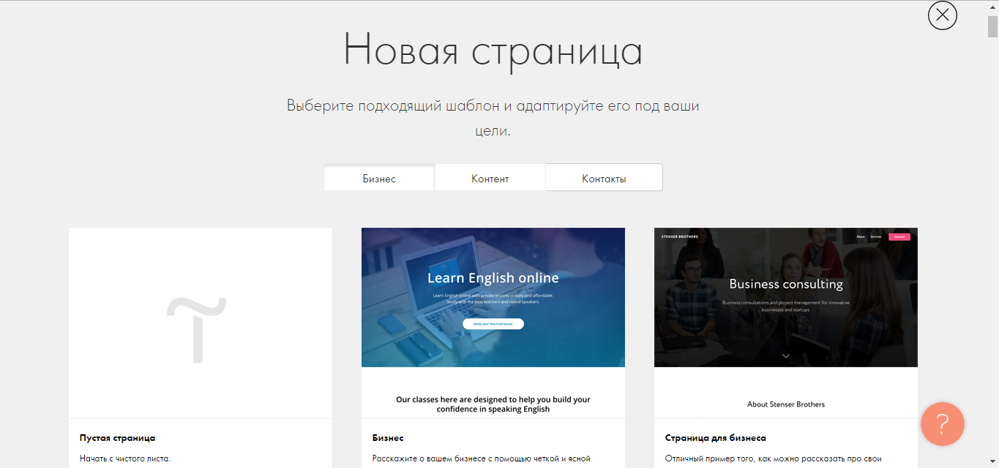 Новая страница
Выберите подходящий шаблон и адаптируйте его под ваши
цели.
Бизнес
Контент
Контакты
Learn English online
Learn English online with private lessons — easy and affordable.
Study with the best teachers and native speakers.
Book your free trial lesson
Our classes here are designed to help you build your
confidence in speaking English
STENSER BROTHERS
About
Services
Contacts
Business consulting
Business consultations and project management for innovative
businesses and startups.
About Stenser Brothers
Пустая страница
Начать с чистого листа.
Бизнес
Расскажите о вашем бизнесе с помощью четкой и ясной
Страница для бизнеса
Отличный пример того, как можно рассказать про свои
?